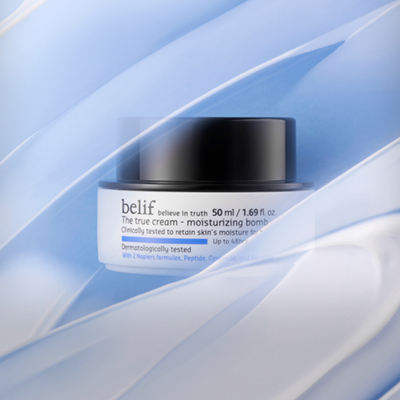 belif believe in truth 50 ml / 1.69 fl. oz.
The true cream - moisturizing bomb
Clinically tested to retain skin's moisture for
Up to 48h
Dermatologically tested
With 2 Napiers formulas, Peptide,